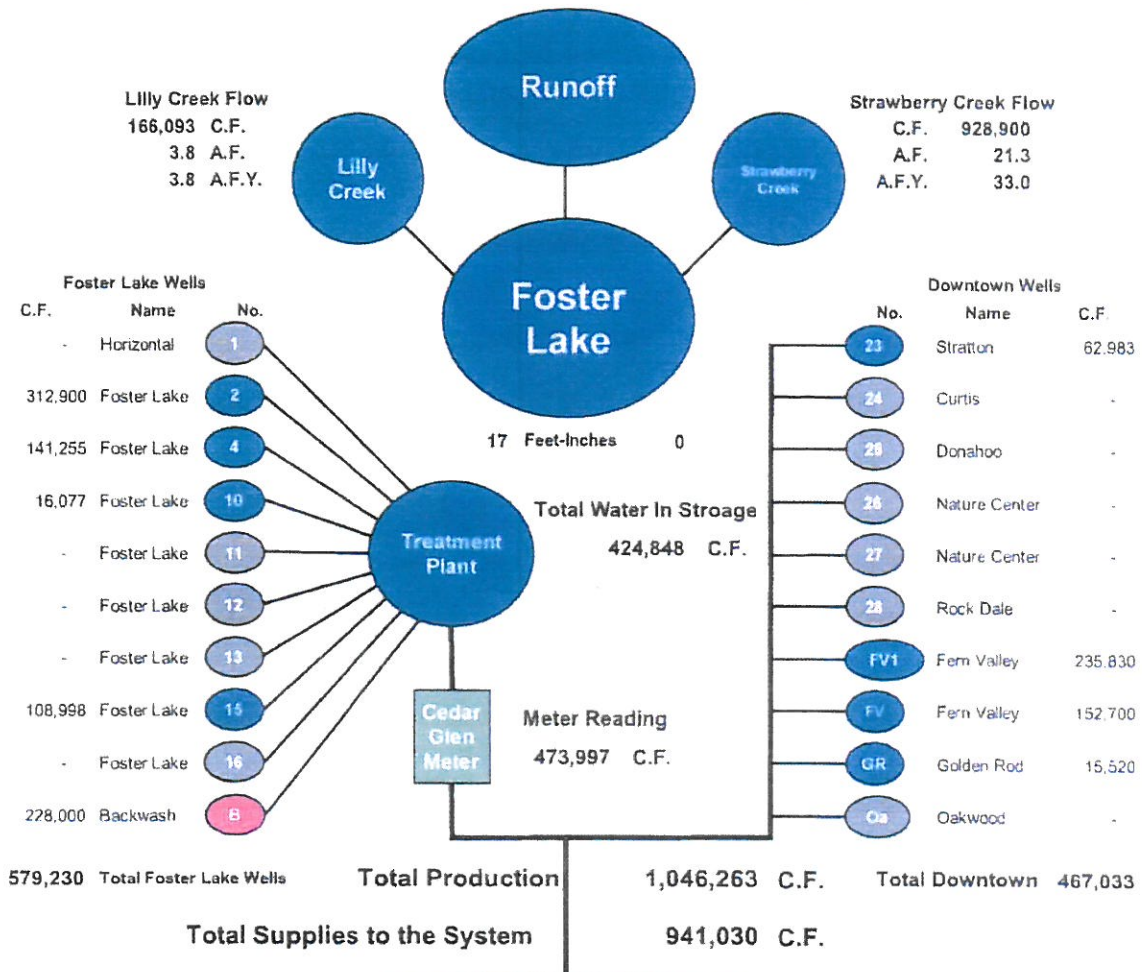 Runoff
Lilly Creek Flow
166,093 C.F.
3.8 A.F.
3.8 A.F.Y.
Lilly
Creek
Strawberry Creek Flow
C.F. 928,900
A.F. 21.3
A.F.Y. 33.0
Strawberry
Creek
Foster
Lake
17 Feet-Inches 0
Foster Lake Wells
C.F. Name No.
- Horizontal 1
312,900 Foster Lake 2
141,255 Foster Lake 4
16,077 Foster Lake 10
- Foster Lake 11
- Foster Lake 12
- Foster Lake 13
108,998 Foster Lake 15
- Foster Lake 16
228,000 Backwash B
579,230 Total Foster Lake Wells
Treatment
Plant
Total Water In Stroage
424,848 C.F.
Cedar
Glen
Meter
Meter Reading
473,997 C.F.
Downtown Wells
No. Name C.F.
23 Stratton 62.983
24 Curtis -
Donahoo -
26 Nature Center -
27 Nature Center -
28 Rock Dale -
FV1 Fern Valley 235.830
FV Fern Valley 152,700
GR Golden Rod 15,520
Oa Oakwood -
Total Production 1,046,263 C.F.
Total Downtown 467,033
Total Supplies to the System 941,030 C.F.